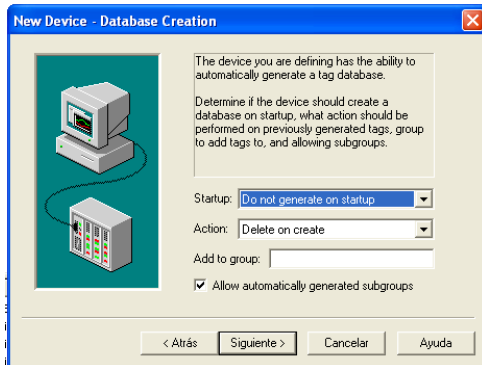 New Device - Database Creation
The device you are defining has the ability to
automatically generate a tag database.
Determine if the device should create a
database on startup, what action should be
performed on previously generated tags, group
to add tags to, and allowing subgroups.
Startup: Do not generate on startup
Action: Delete on create
Add to group:
Allow automatically generated subgroups
< Atrás Siguiente > Cancelar Ayuda